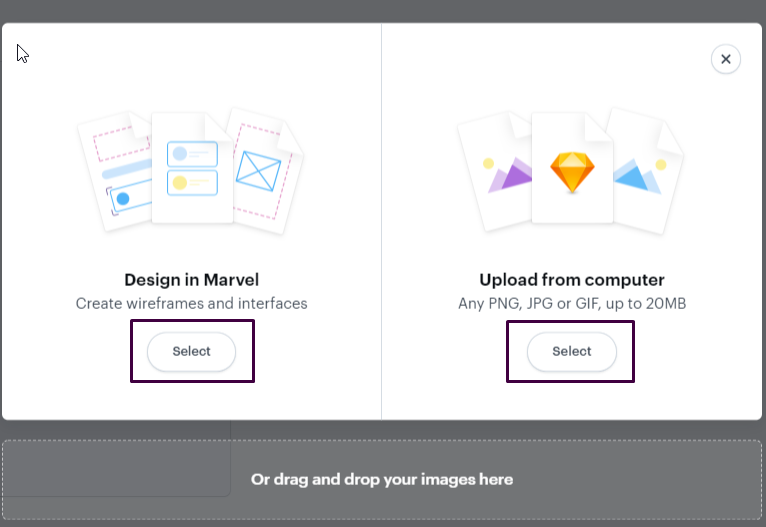 Design in Marvel
Create wireframes and interfaces
Select
Upload from computer
Any PNG, JPG or GIF, up to 20MB
Select
Or drag and drop your images here